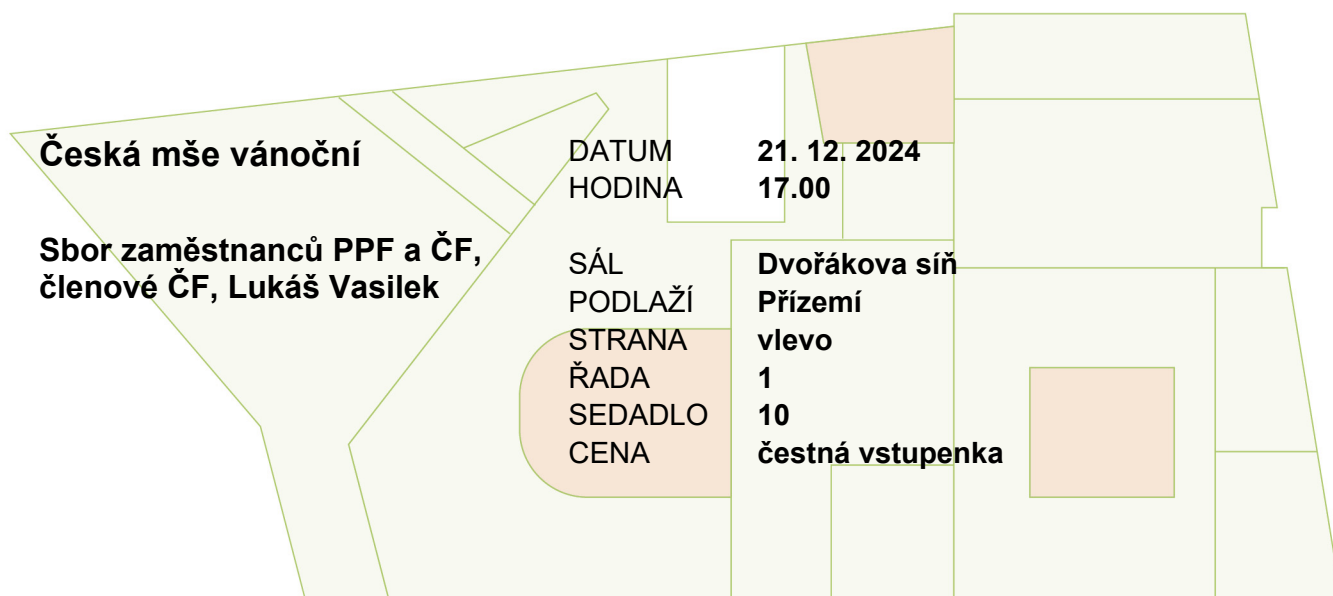 Česká mše vánoční
Sbor zaměstnanců PPF a ČF,
členové ČF, Lukáš Vasilek
DATUM 21. 12. 2024
HODINA 17.00
SÁL Dvořákova síň
PODLAŽÍ Přízemí
STRANA vlevo
ŘADA 1
SEDADLO 10
CENA čestná vstupenka